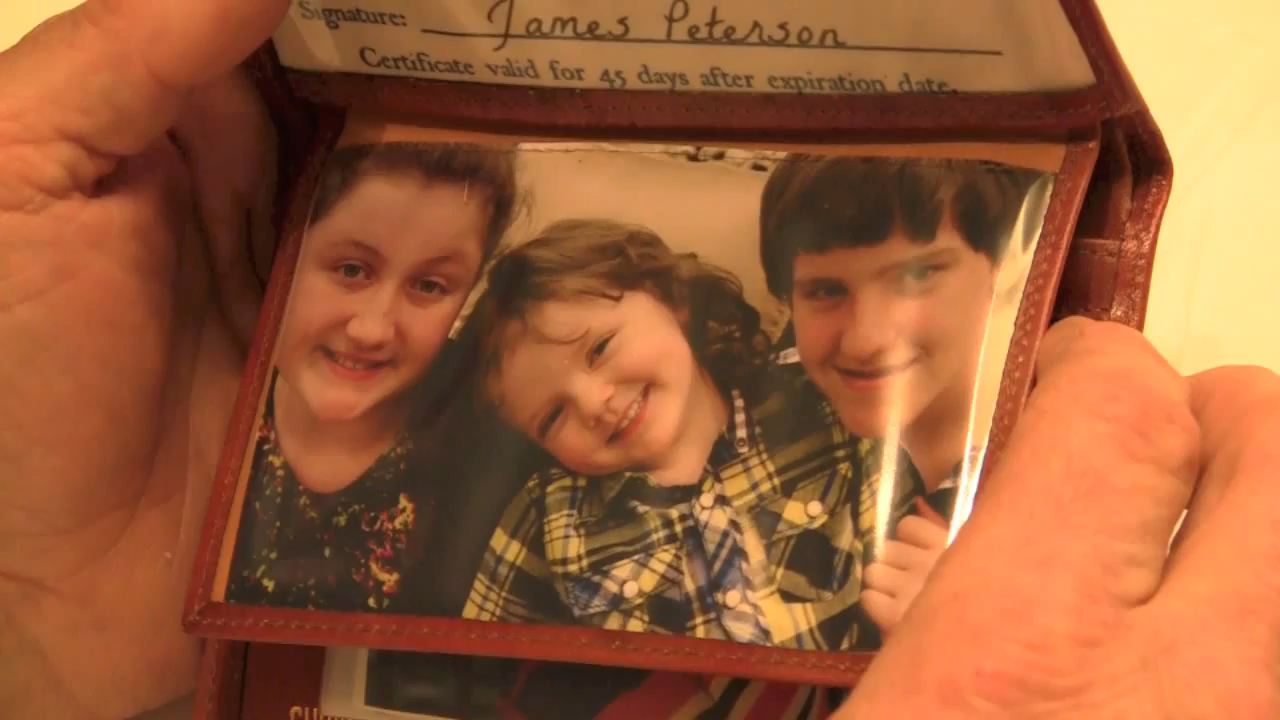 Signature: James Peterson
Certificate valid for 45 days after expiration date.